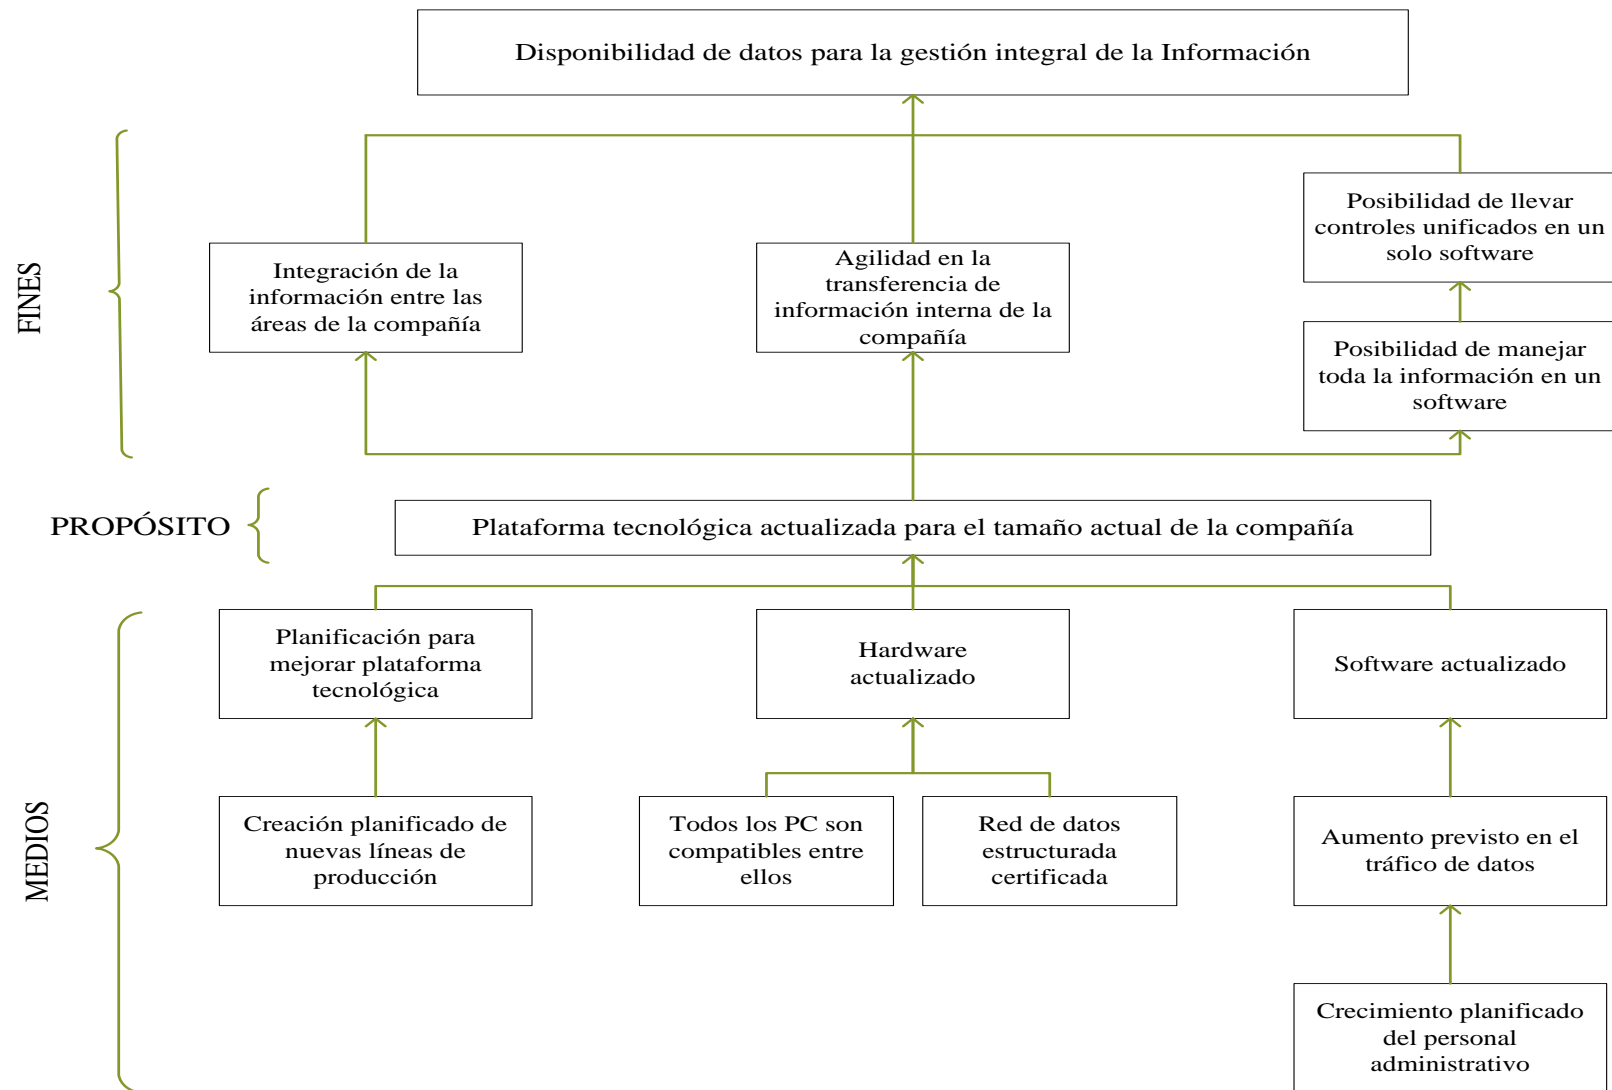 Disponibilidad de datos para la gestión integral de la Información
FINES
Integración de la
información entre las
áreas de la compañía
Agilidad en la
transferencia de
información interna de la
compañía
Posibilidad de llevar
controles unificados en un
solo software
Posibilidad de manejar
toda la información en un
software
PROPÓSITO
Plataforma tecnológica actualizada para el tamaño actual de la compañía
MEDIOS
Planificación para
mejorar plataforma
tecnológica
Hardware
actualizado
Software actualizado
Creación planificado de
nuevas líneas de
producción
Todos los PC son
compatibles entre
ellos
Red de datos
estructurada
certificada
Aumento previsto en el
tráfico de datos
Crecimiento planificado
del personal
administrativo